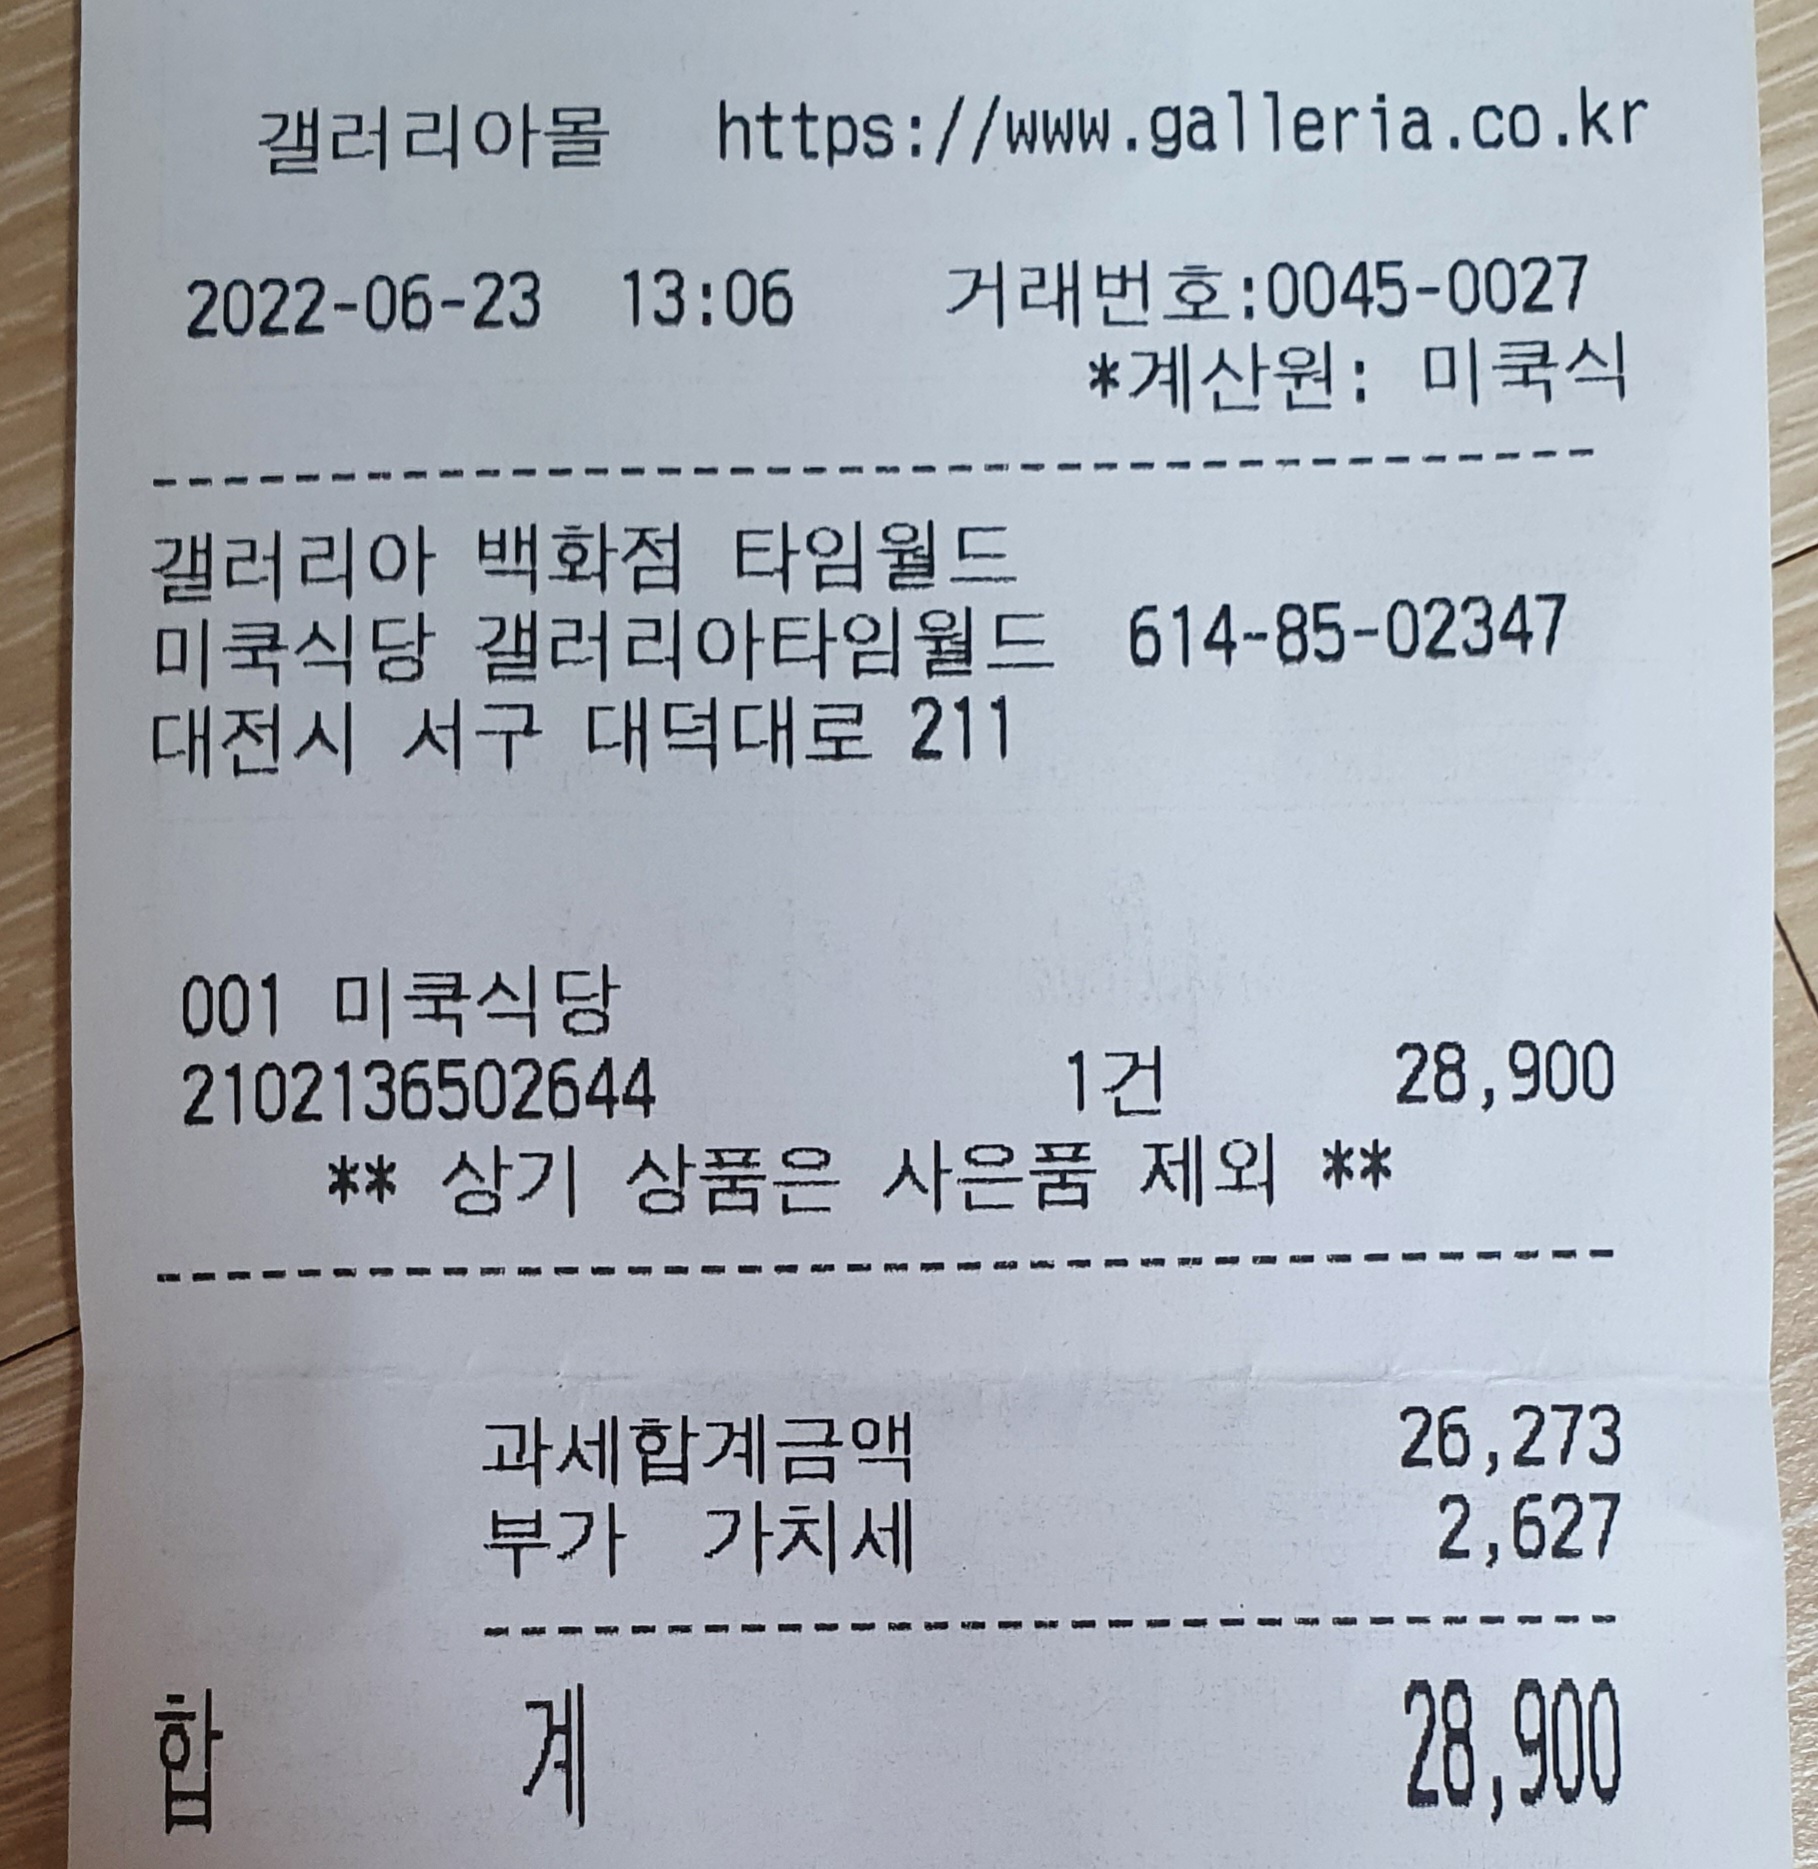 갤러리아몰 https://www.galleria.co.kr
2022-06-23 13:06 거래번호:0045-0027
*계산원: 미쿡식
갤러리아 백화점 타임월드
미쿡식당 갤러리아타임월드 614-85-02347
대전시 서구 대덕대로 211
001 미쿡식당
2102136502644 1건 28,900
** 상기 상품은 사은품 제외 **
과세합계금액 26,273
부가 가치세 2,627
합 계 28,900